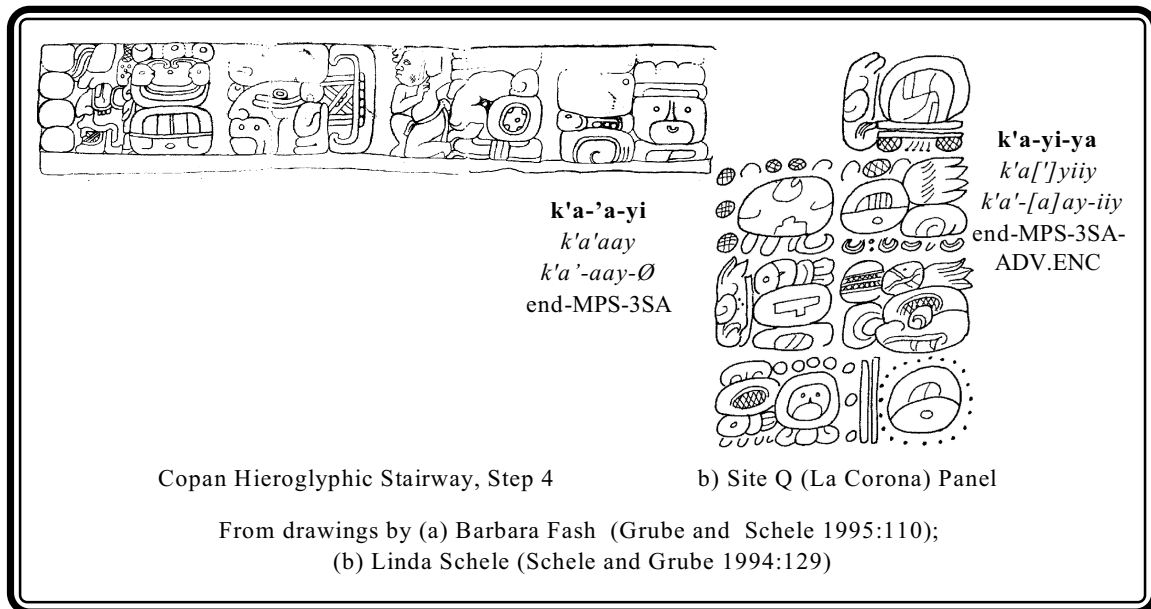 k'a-’a-yi
k'a'aay
k'a’-aay-Ø
end-MPS-3SA
k'a-yi-ya
k'a[']yiiy
k'a'-[a]ay-iiy
end-MPS-3SA-
ADV.ENC
Copan Hieroglyphic Stairway, Step 4
b) Site Q (La Corona) Panel
From drawings by (a) Barbara Fash (Grube and Schele 1995:110);
(b) Linda Schele (Schele and Grube 1994:129)